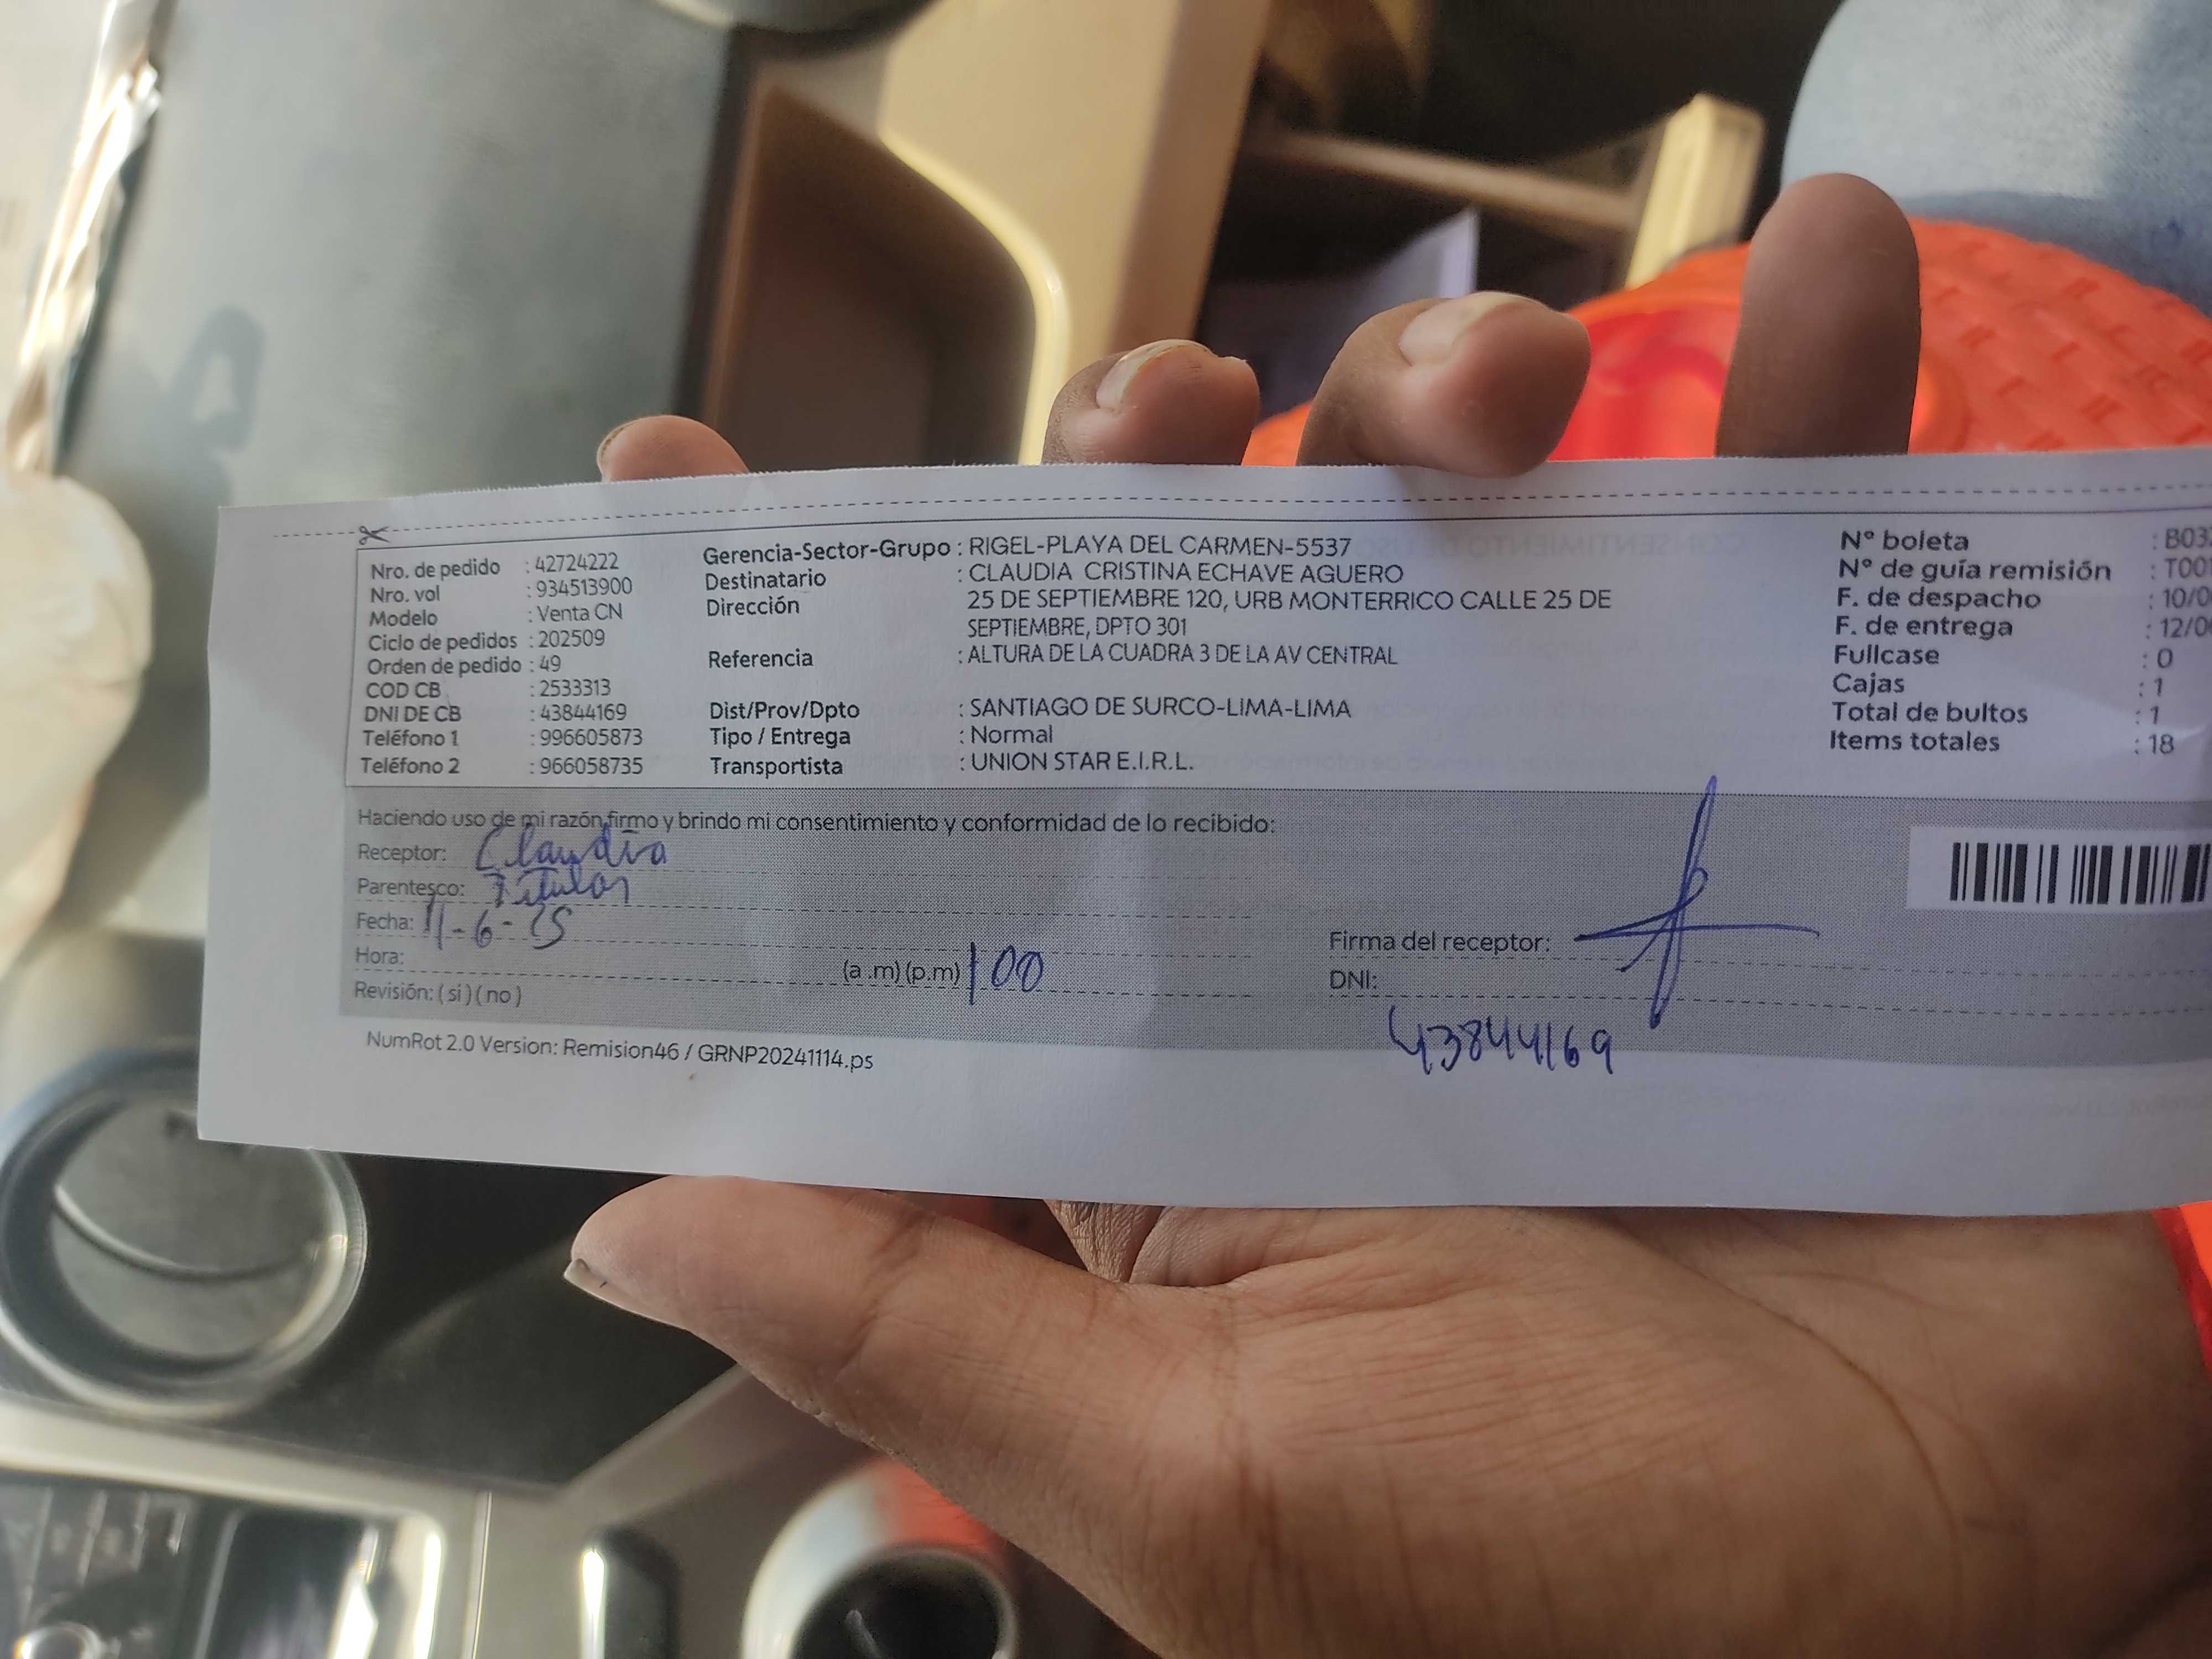 Nro. de pedido : 42724222
Nro. vol : 934513900
Modelo : Venta CN
Ciclo de pedidos : 202509
Orden de pedido : 49
COD CB : 2533313
DNI DE CB : 43844169
Teléfono 1 : 996605873
Teléfono 2 : 966058735
Gerencia-Sector-Grupo : RIGEL-PLAYA DEL CARMEN-5537
Destinatario : CLAUDIA CRISTINA ECHAVE AGUERO
Dirección 25 DE SEPTIEMBRE 120, URB MONTERRICO CALLE 25 DE
SEPTIEMBRE, DPTO 301
Referencia : ALTURA DE LA CUADRA 3 DE LA AV CENTRAL
Dist/Prov/Dpto : SANTIAGO DE SURCO-LIMA-LIMA
Tipo / Entrega : Normal
Transportista : UNION STAR E.I.R.L.
N° boleta : B03
N° de guía remisión : T001
F. de despacho : 10/0
F. de entrega : 12/0
Fullcase : 0
Cajas : 1
Total de bultos : 1
Items totales : 18
Haciendo uso de mi razón, firmo y brindo mi consentimiento y conformidad de lo recibido:
Receptor: Claudia
Parentesco: Titular
Fecha: 11-6-25
Hora: (a .m) (p.m) 100
Revisión: ( si ) ( no )
Firma del receptor:
DNI:
43844169
NumRot 2.0 Version: Remision46 / GRNP20241114.ps